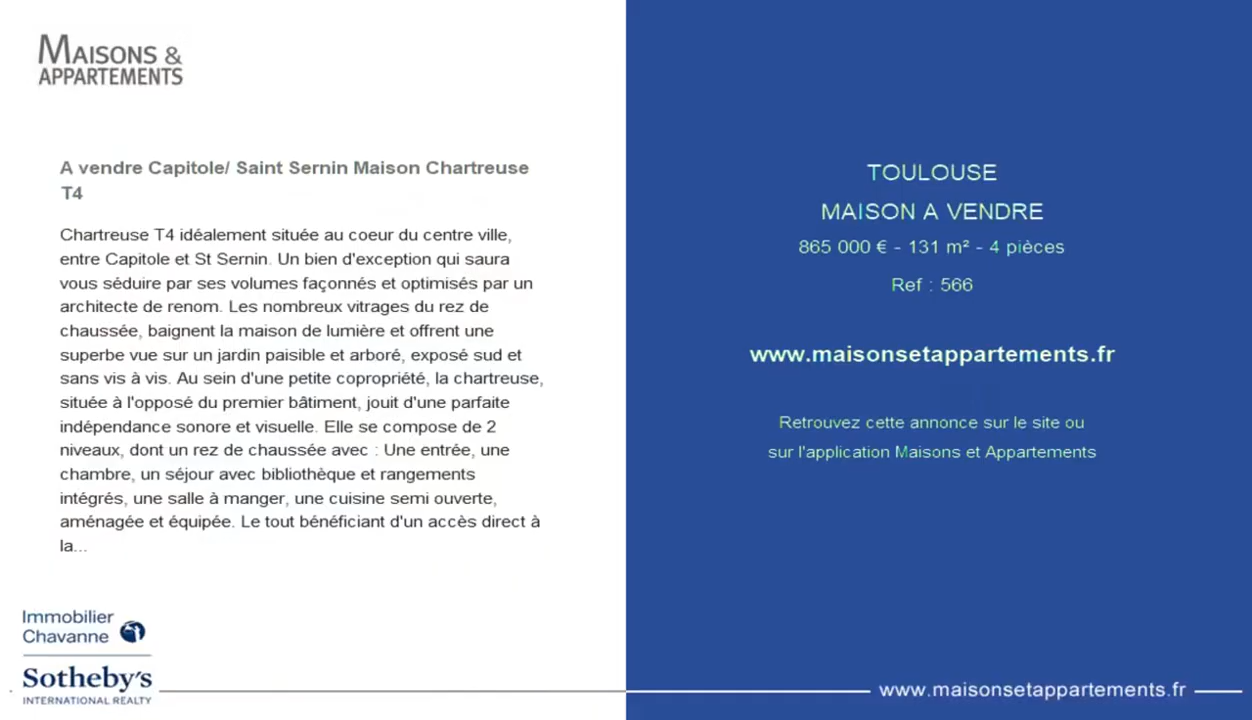 MAISONS &
APPARTEMENTS
A vendre Capitole/ Saint Sernin Maison Chartreuse
T4
Chartreuse T4 idéalement située au coeur du centre ville,
entre Capitole et St Sernin. Un bien d'exception qui saura
vous séduire par ses volumes façonnés et optimisés par un
architecte de renom. Les nombreux vitrages du rez de
chaussée, baignent la maison de lumière et offrent une
superbe vue sur un jardin paisible et arboré, exposé sud et
sans vis à vis. Au sein d'une petite copropriété, la chartreuse,
située à l'opposé du premier bâtiment, jouit d'une parfaite
indépendance sonore et visuelle. Elle se compose de 2
niveaux, dont un rez de chaussée avec : Une entrée, une
chambre, un séjour avec bibliothèque et rangements
intégrés, une salle à manger, une cuisine semi ouverte,
aménagée et équipée. Le tout bénéficiant d'un accès direct à
la...
Immobilier
Chavanne
Sotheby's
INTERNATIONAL REALTY
TOULOUSE
MAISON A VENDRE
865 000 € - 131 m² - 4 pièces
Ref : 566
www.maisonsetappartements.fr
Retrouvez cette annonce sur le site ou
sur l'application Maisons et Appartements
www.maisonsetappartements.fr